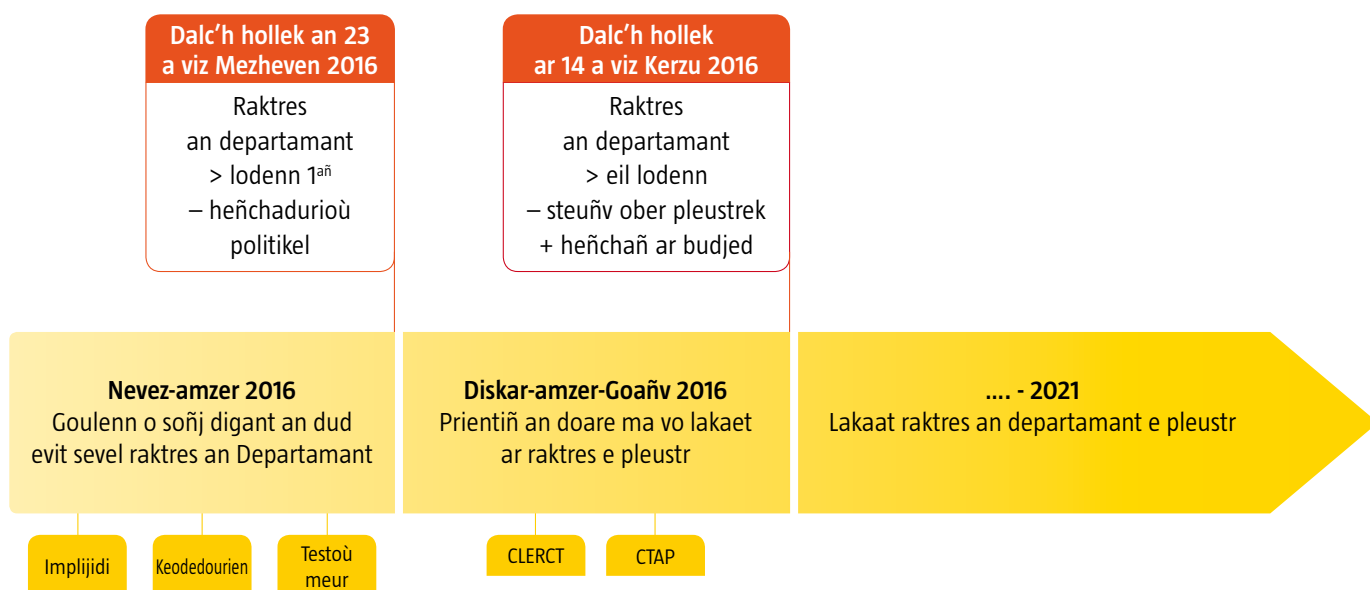 Dalc’h hollek an 23
a viz Mezheven 2016
Raktres
an departamant
> lodenn 1añ
– heñchadurioù
politikel
Dalc’h hollek
ar 14 a viz Kerzu 2016
Raktres
an departamant
> eil lodenn
– steuñv ober pleustrek
+ heñchañ ar budjed
Nevez-amzer 2016
Goulenn o soñj digant an dud
evit sevel raktres an Departamant
Diskar-amzer-Goañv 2016
Prientiñ an doare ma vo lakaet
ar raktres e pleustr
.... - 2021
Lakaat raktres an departamant e pleustr
Implijidi
Keodedourien
Testoù
meur
CLERCT
CTAP